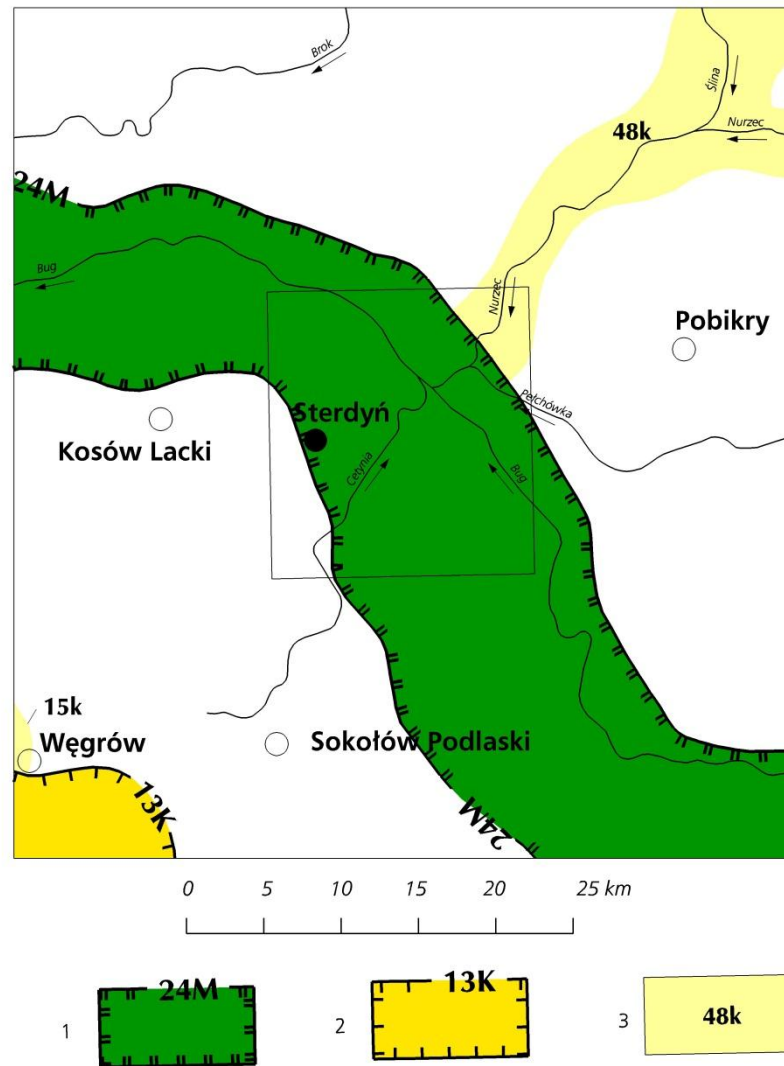 Brok
Ślina
Nurzec
48k
24M
Bug
Nurzec
Pobikry
Pełchówka
Sterdyń
Kosów Lacki
Cetynia
Bug
15k
Węgrów
Sokołów Podlaski
13K
24M
0 5 10 15 20 25 km
1 24M 2 13K 3 48k